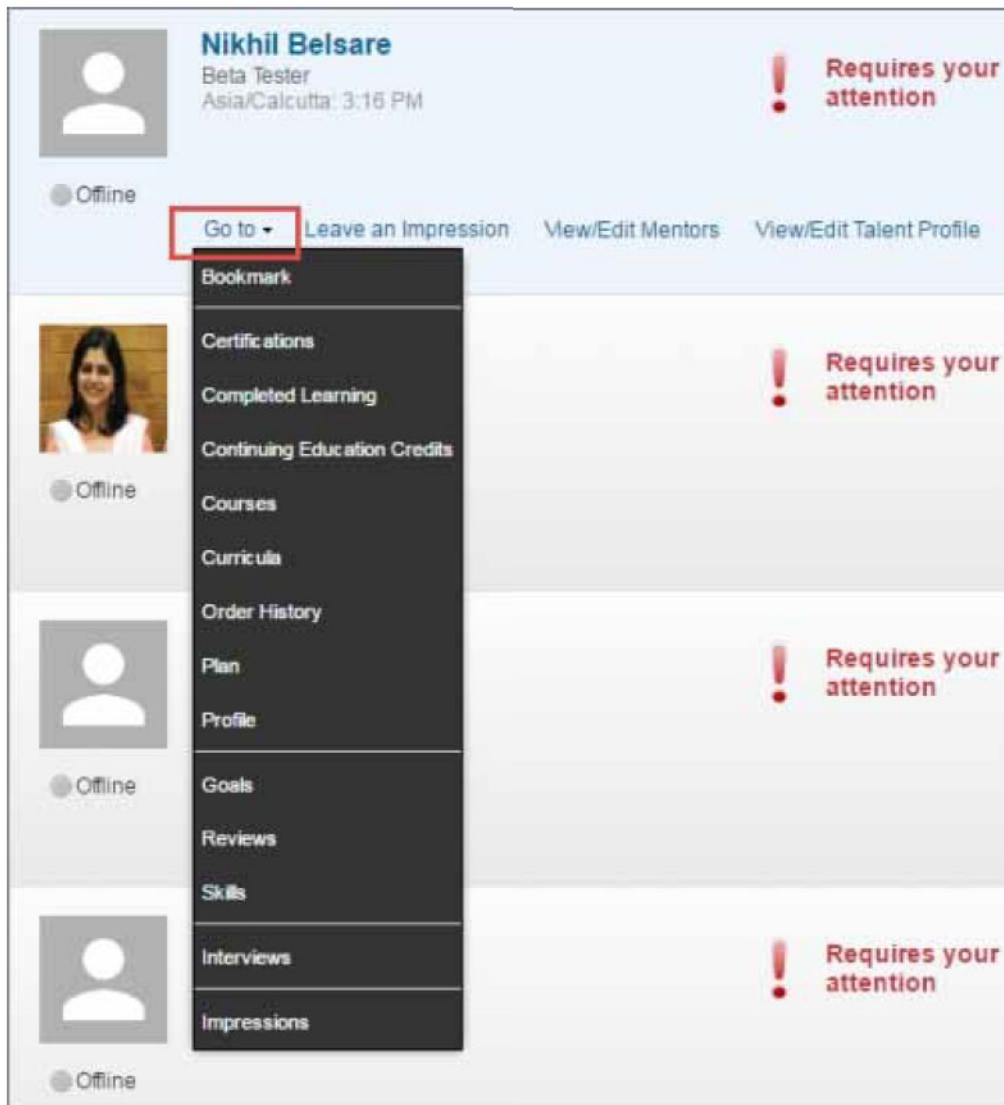 Nikhil Belsare
Beta Tester
Asia/Calcutta: 3:16 PM
Requires your
attention
Offline
Go to Leave an Impression View/Edit Mentors View/Edit Talent Profile
Bookmark
Certifications
Completed Learning
Continuing Education Credits
Courses
Curricula
Order History
Plan
Profile
Goals
Reviews
Skills
Interviews
Impressions
Requires your
attention
Offline
Requires your
attention
Offline
Requires your
attention
Offline